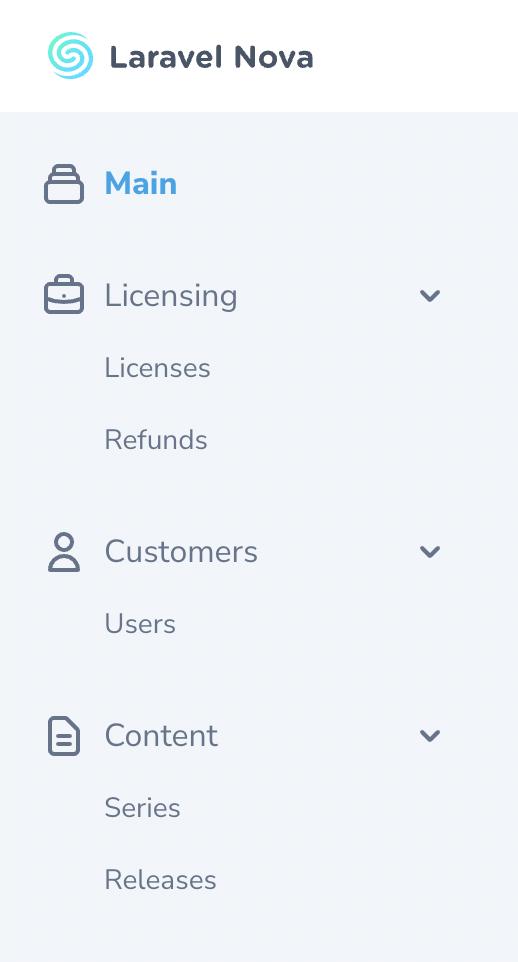 Laravel Nova
Main
Licensing
Licenses
Refunds
Customers
Users
Content
Series
Releases